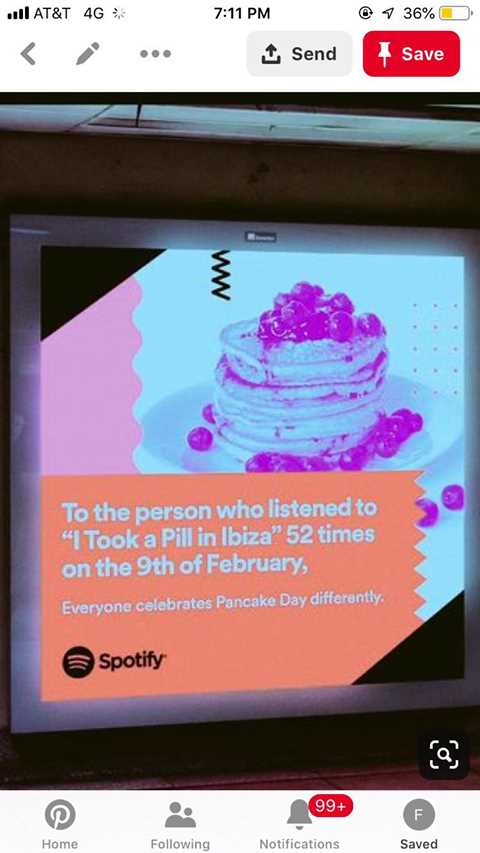 AT&T 4G 7:11 PM 36%
Send Save
To the person who listened to
“I Took a Pill in Ibiza” 52 times
on the 9th of February,
Everyone celebrates Pancake Day differently.
Spotify
99+
F
Home Following Notifications Saved